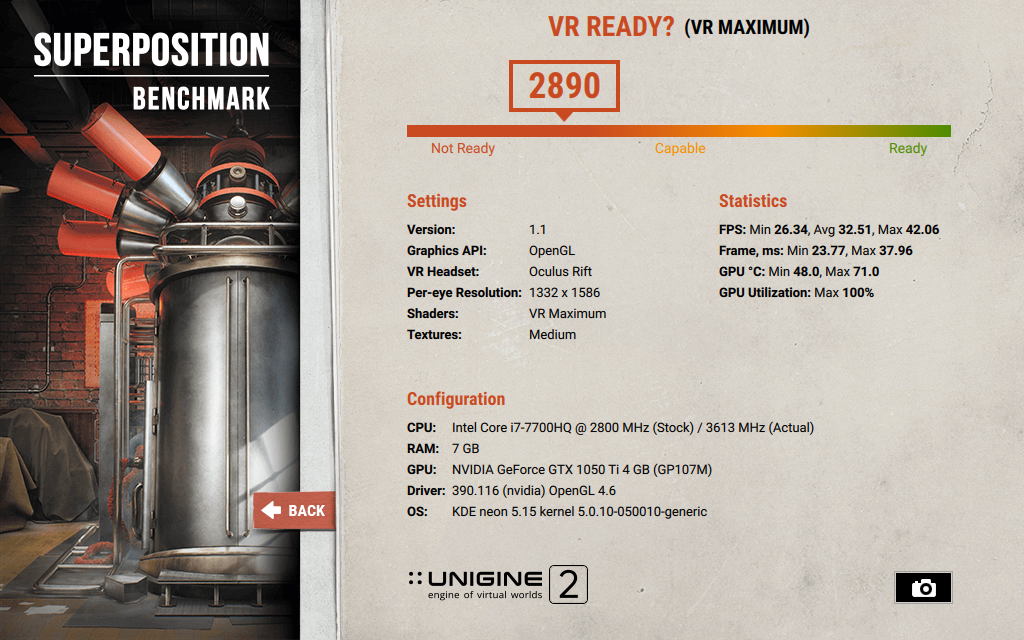 SUPERPOSITION
BENCHMARK
VR READY? (VR MAXIMUM)
2890
Not Ready Capable Ready
Settings
Version: 1.1
Graphics API: OpenGL
VR Headset: Oculus Rift
Per-eye Resolution: 1332 x 1586
Shaders: VR Maximum
Textures: Medium
Statistics
FPS: Min 26.34, Avg 32.51, Max 42.06
Frame, ms: Min 23.77, Max 37.96
GPU °C: Min 48.0, Max 71.0
GPU Utilization: Max 100%
Configuration
CPU: Intel Core i7-7700HQ @ 2800 MHz (Stock) / 3613 MHz (Actual)
RAM: 7 GB
GPU: NVIDIA GeForce GTX 1050 Ti 4 GB (GP107M)
Driver: 390.116 (nvidia) OpenGL 4.6
OS: KDE neon 5.15 kernel 5.0.10-050010-generic
BACK
UNIGINE 2
engine of virtual worlds